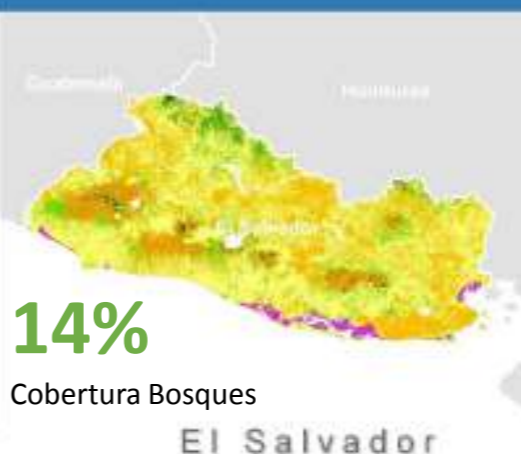 Guatemala
Honduras
El Salvador
14%
Cobertura Bosques
El Salvador